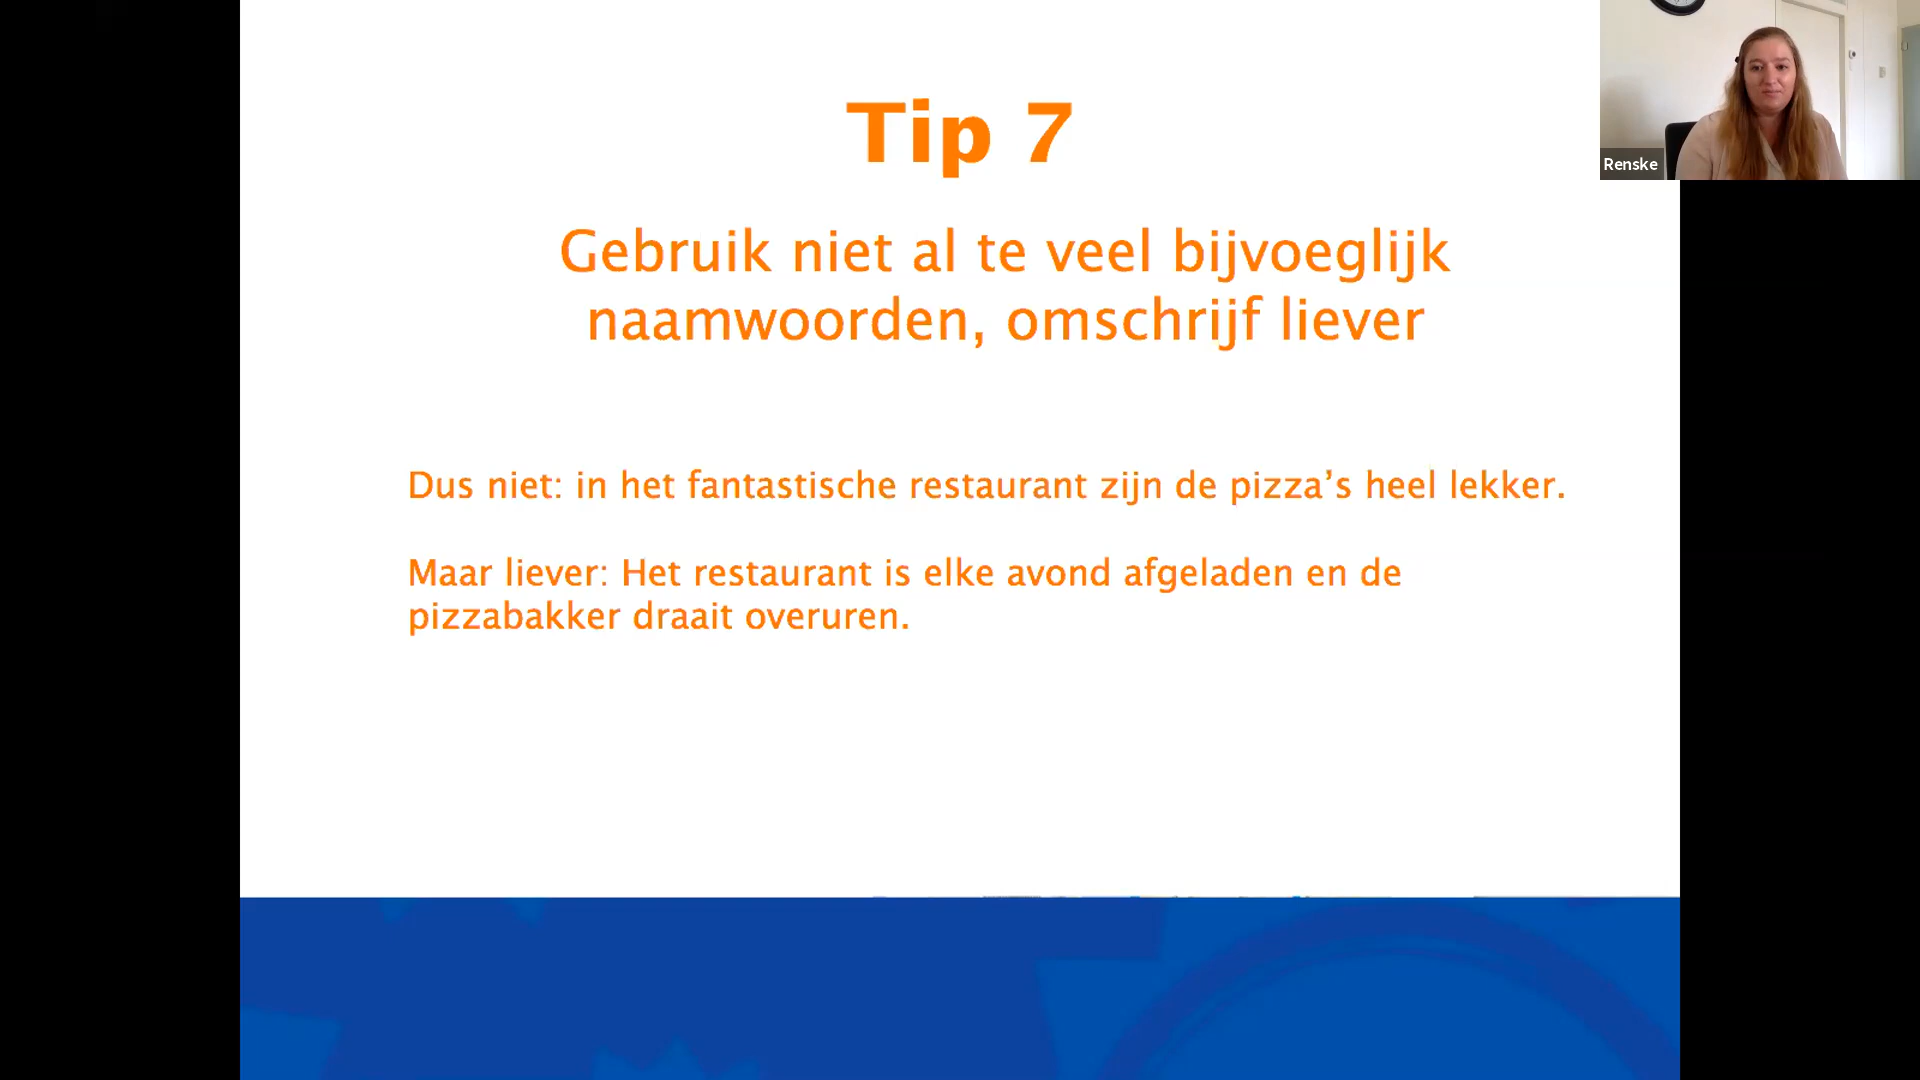 Tip 7
Renske
Gebruik niet al te veel bijvoeglijk
naamwoorden, omschrijf liever
Dus niet: in het fantastische restaurant zijn de pizza’s heel lekker.
Maar liever: Het restaurant is elke avond afgeladen en de
pizzabakker draait overuren.